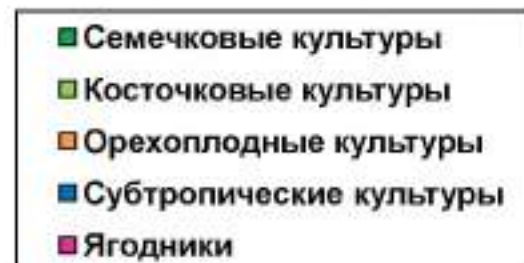 Семечковые культуры
Косточковые культуры
Орехоплодные культуры
Субтропические культуры
Ягодники